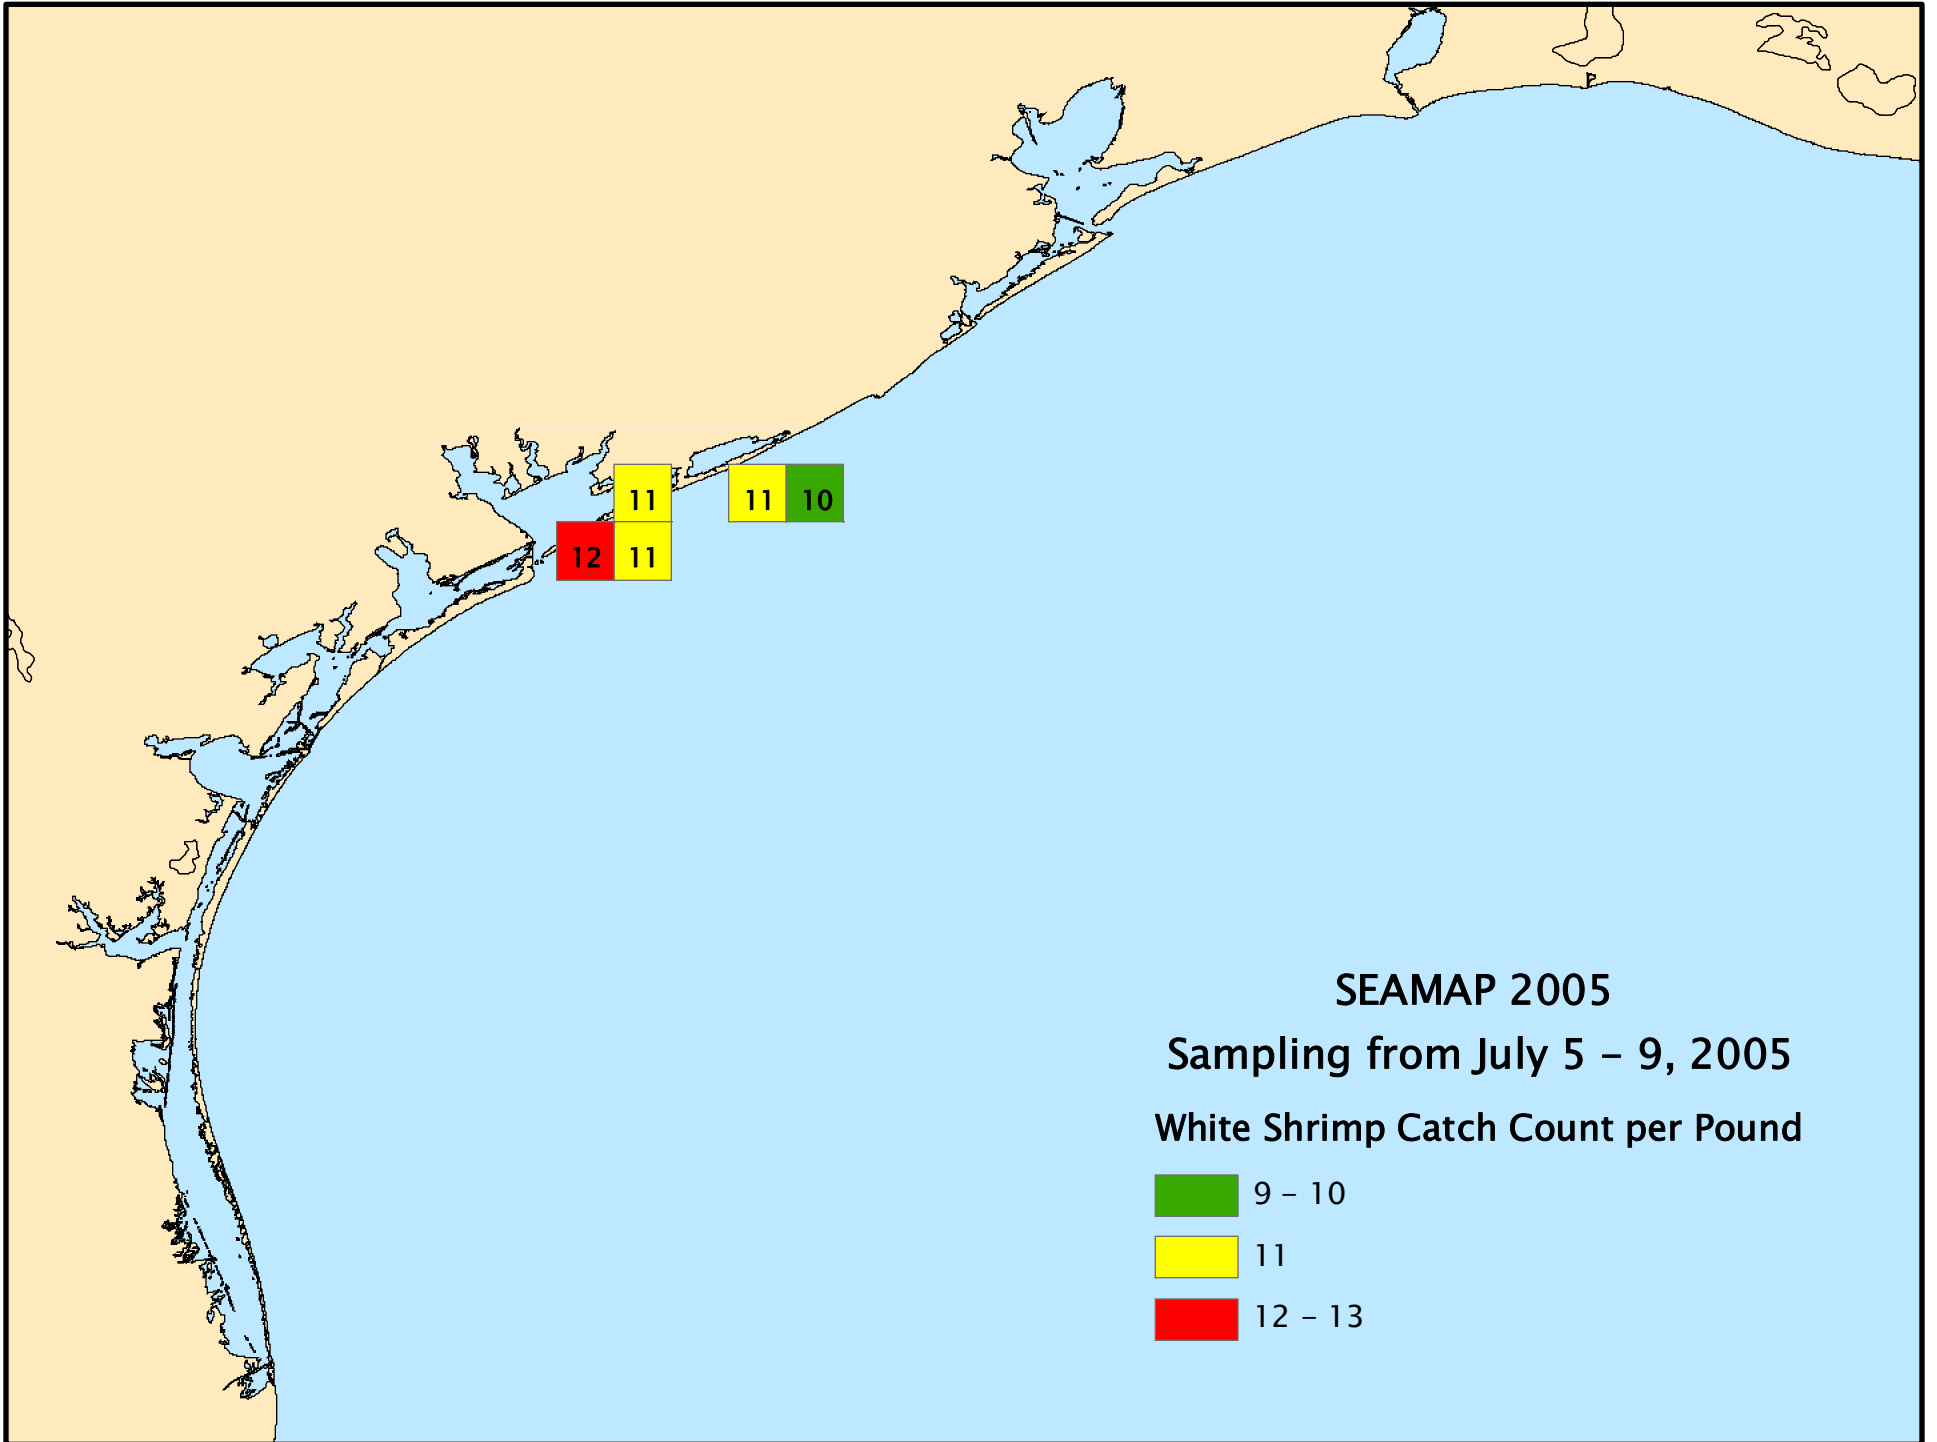 11 11 10
12 11
SEAMAP 2005
Sampling from July 5 – 9, 2005
White Shrimp Catch Count per Pound
9 – 10
11
12 – 13